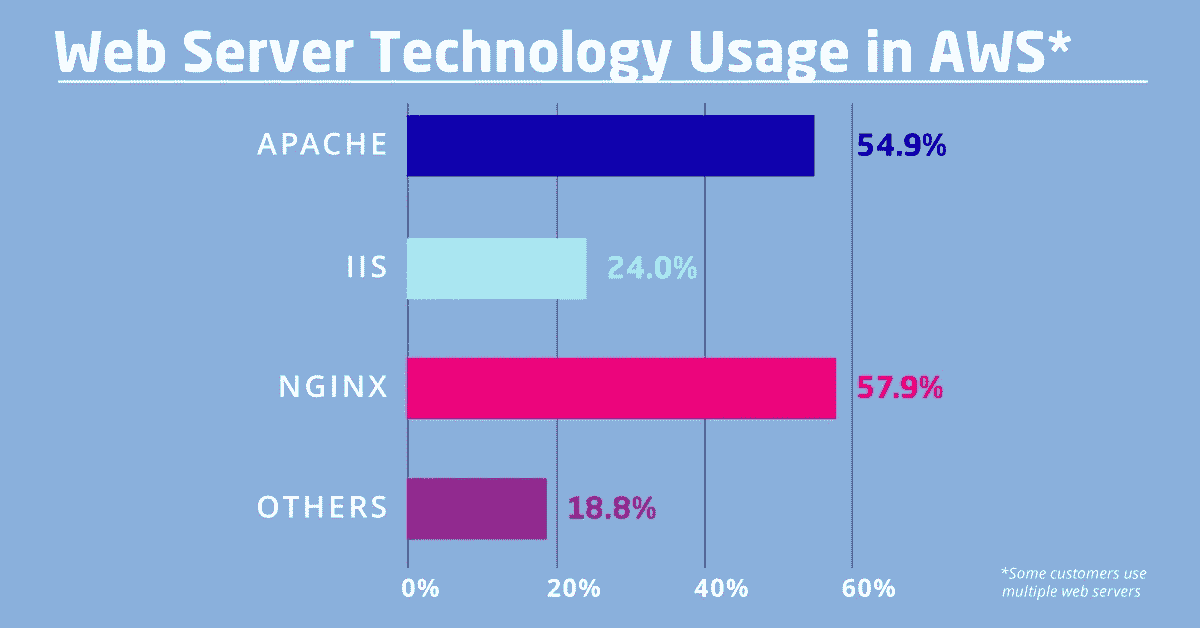 Web Server Technology Usage in AWS*
APACHE 54.9%
IIS 24.0%
NGINX 57.9%
OTHERS 18.8%
0% 20% 40% 60%
*Some customers use
multiple web servers